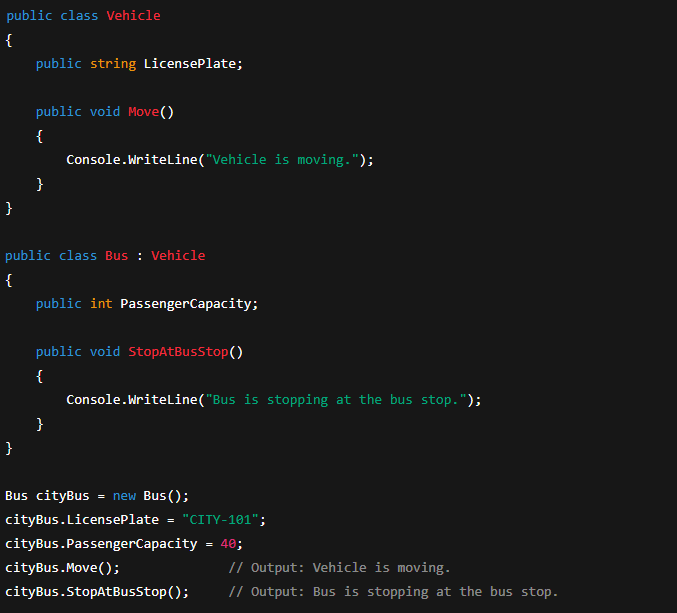 public class Vehicle
{
    public string LicensePlate;

    public void Move()
    {
        Console.WriteLine("Vehicle is moving.");
    }
}

public class Bus : Vehicle
{
    public int PassengerCapacity;

    public void StopAtBusStop()
    {
        Console.WriteLine("Bus is stopping at the bus stop.");
    }
}

Bus cityBus = new Bus();
cityBus.LicensePlate = "CITY-101";
cityBus.PassengerCapacity = 40;
cityBus.Move();              // Output: Vehicle is moving.
cityBus.StopAtBusStop();     // Output: Bus is stopping at the bus stop.